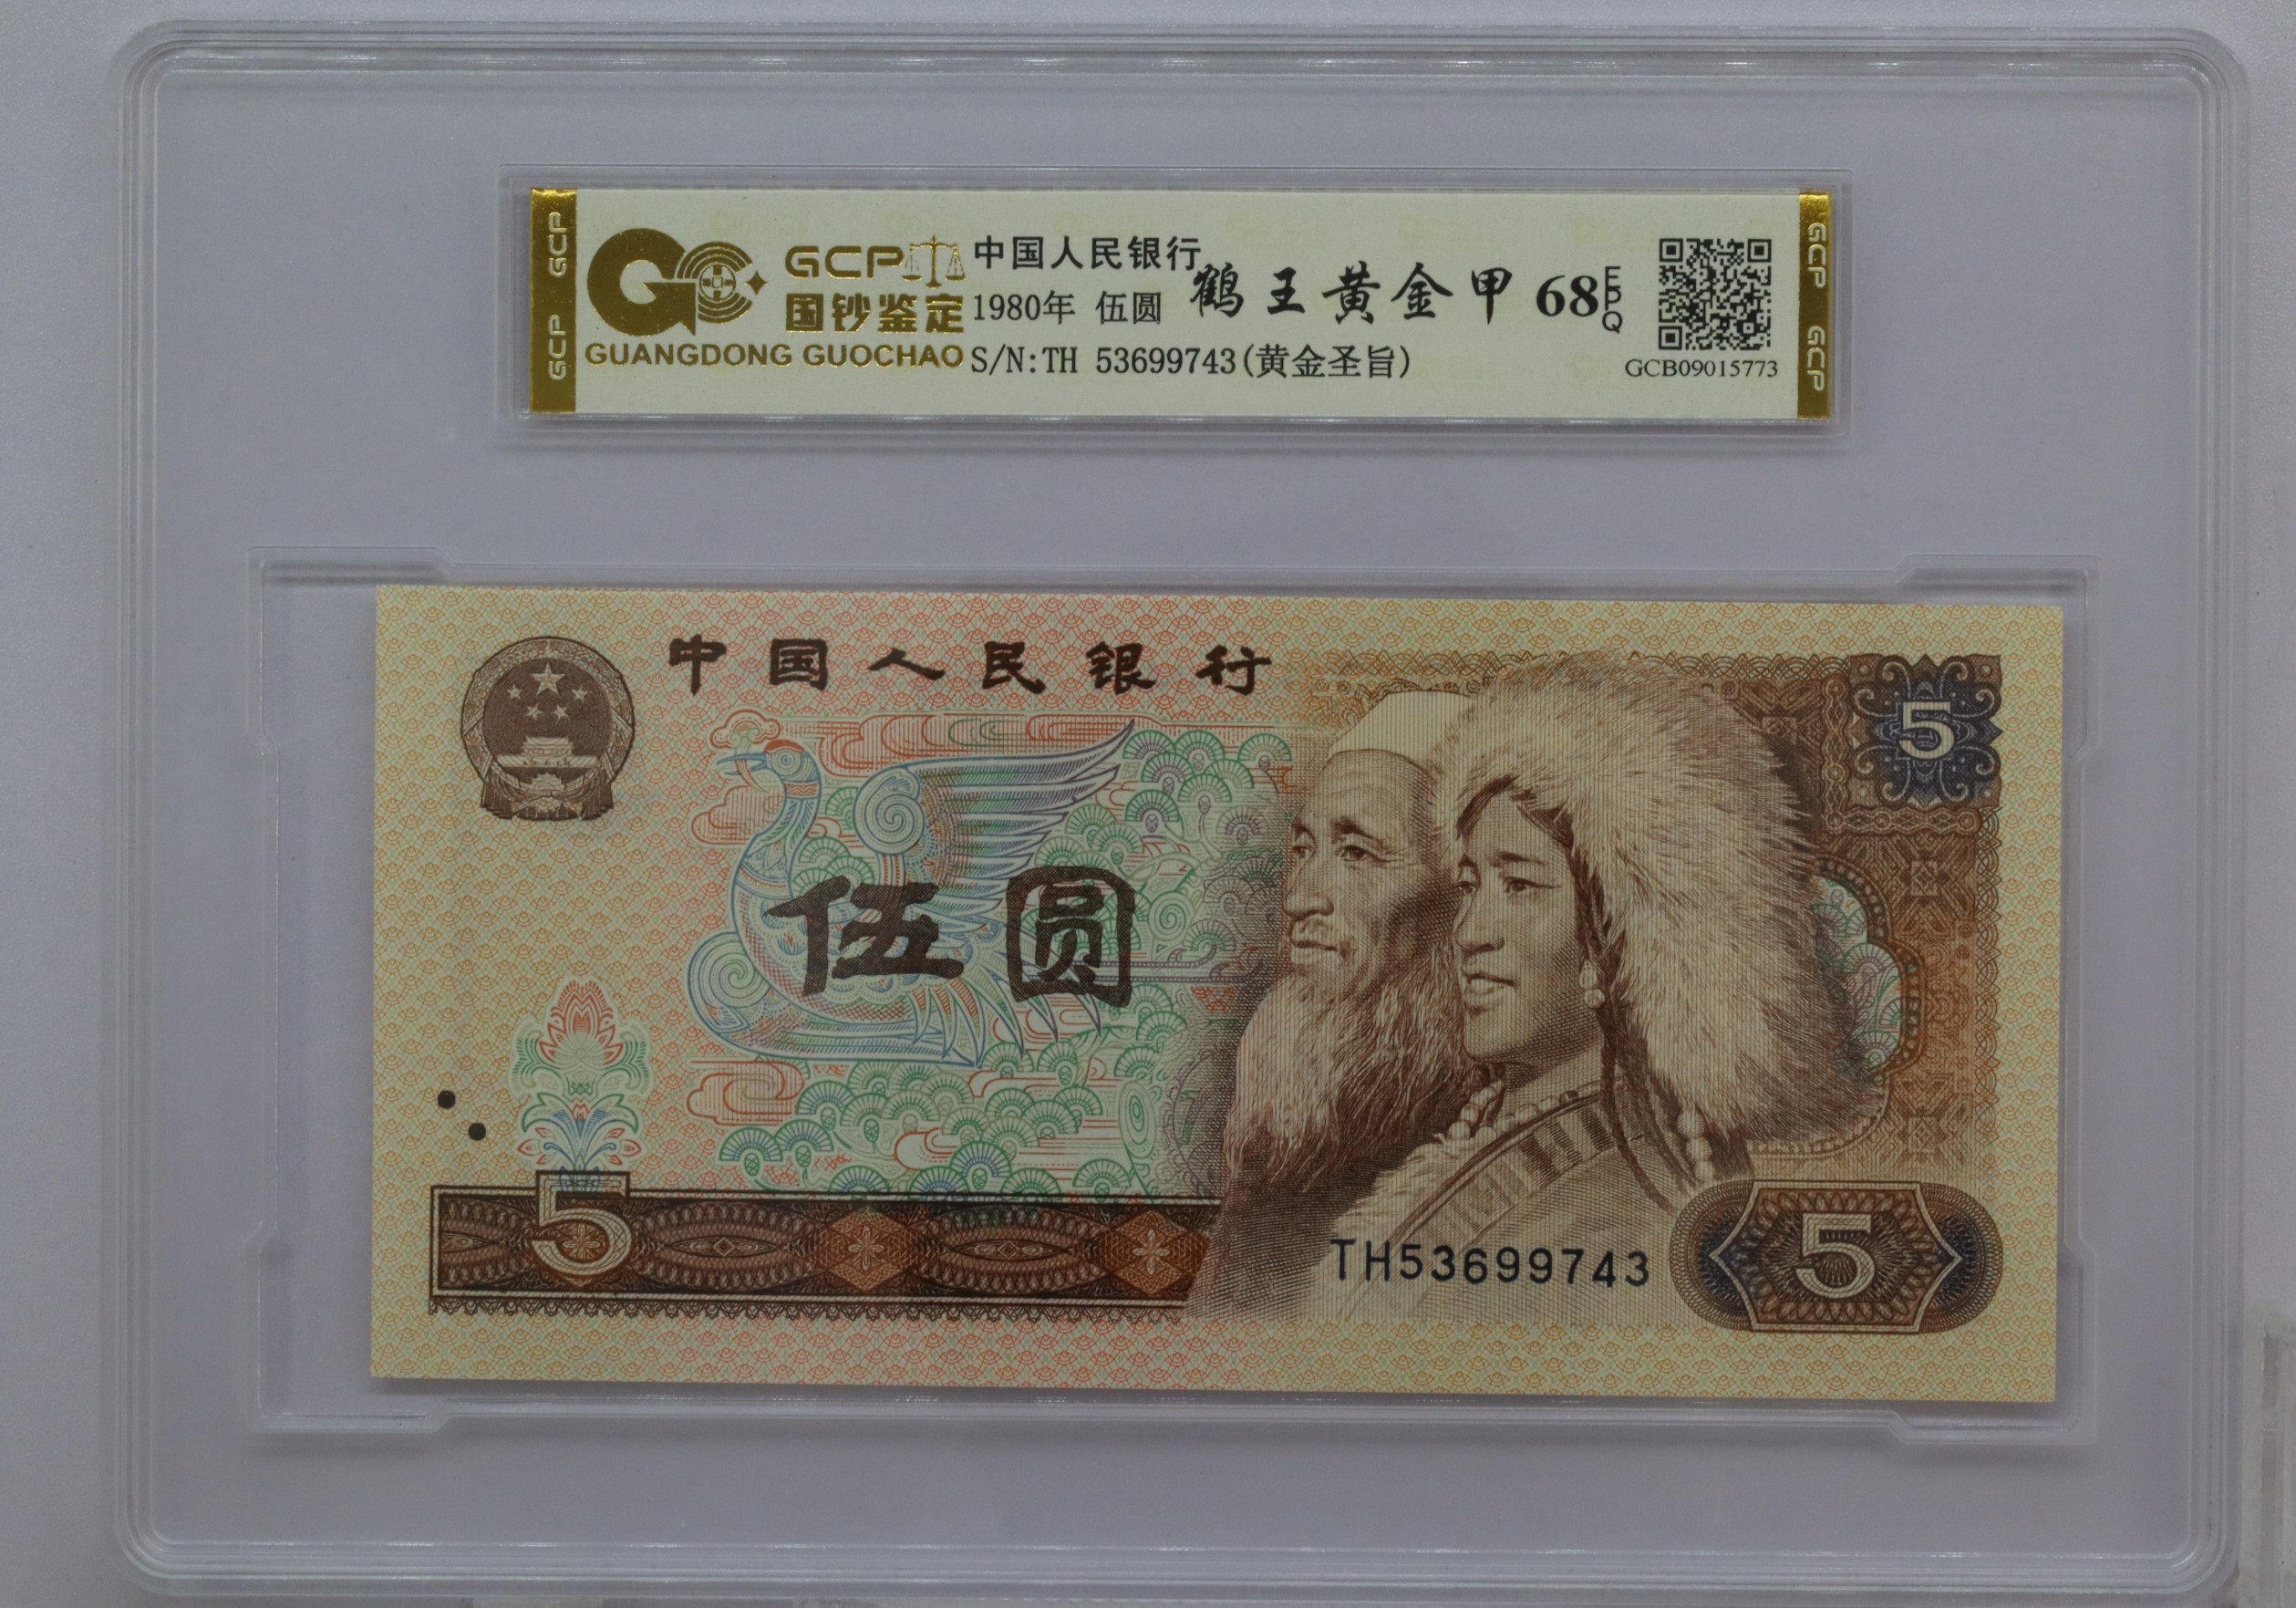 GCP GCP
GCP
国钞鉴定
GUANGDONG GUOCHAO
中国人民银行
1980年 伍圆
S/N:TH 53699743(黄金圣旨)
鹤王黄金甲 68 EPQ
GCB09015773
GCP GCP
中国人民银行
5
伍圆
5
TH53699743
5